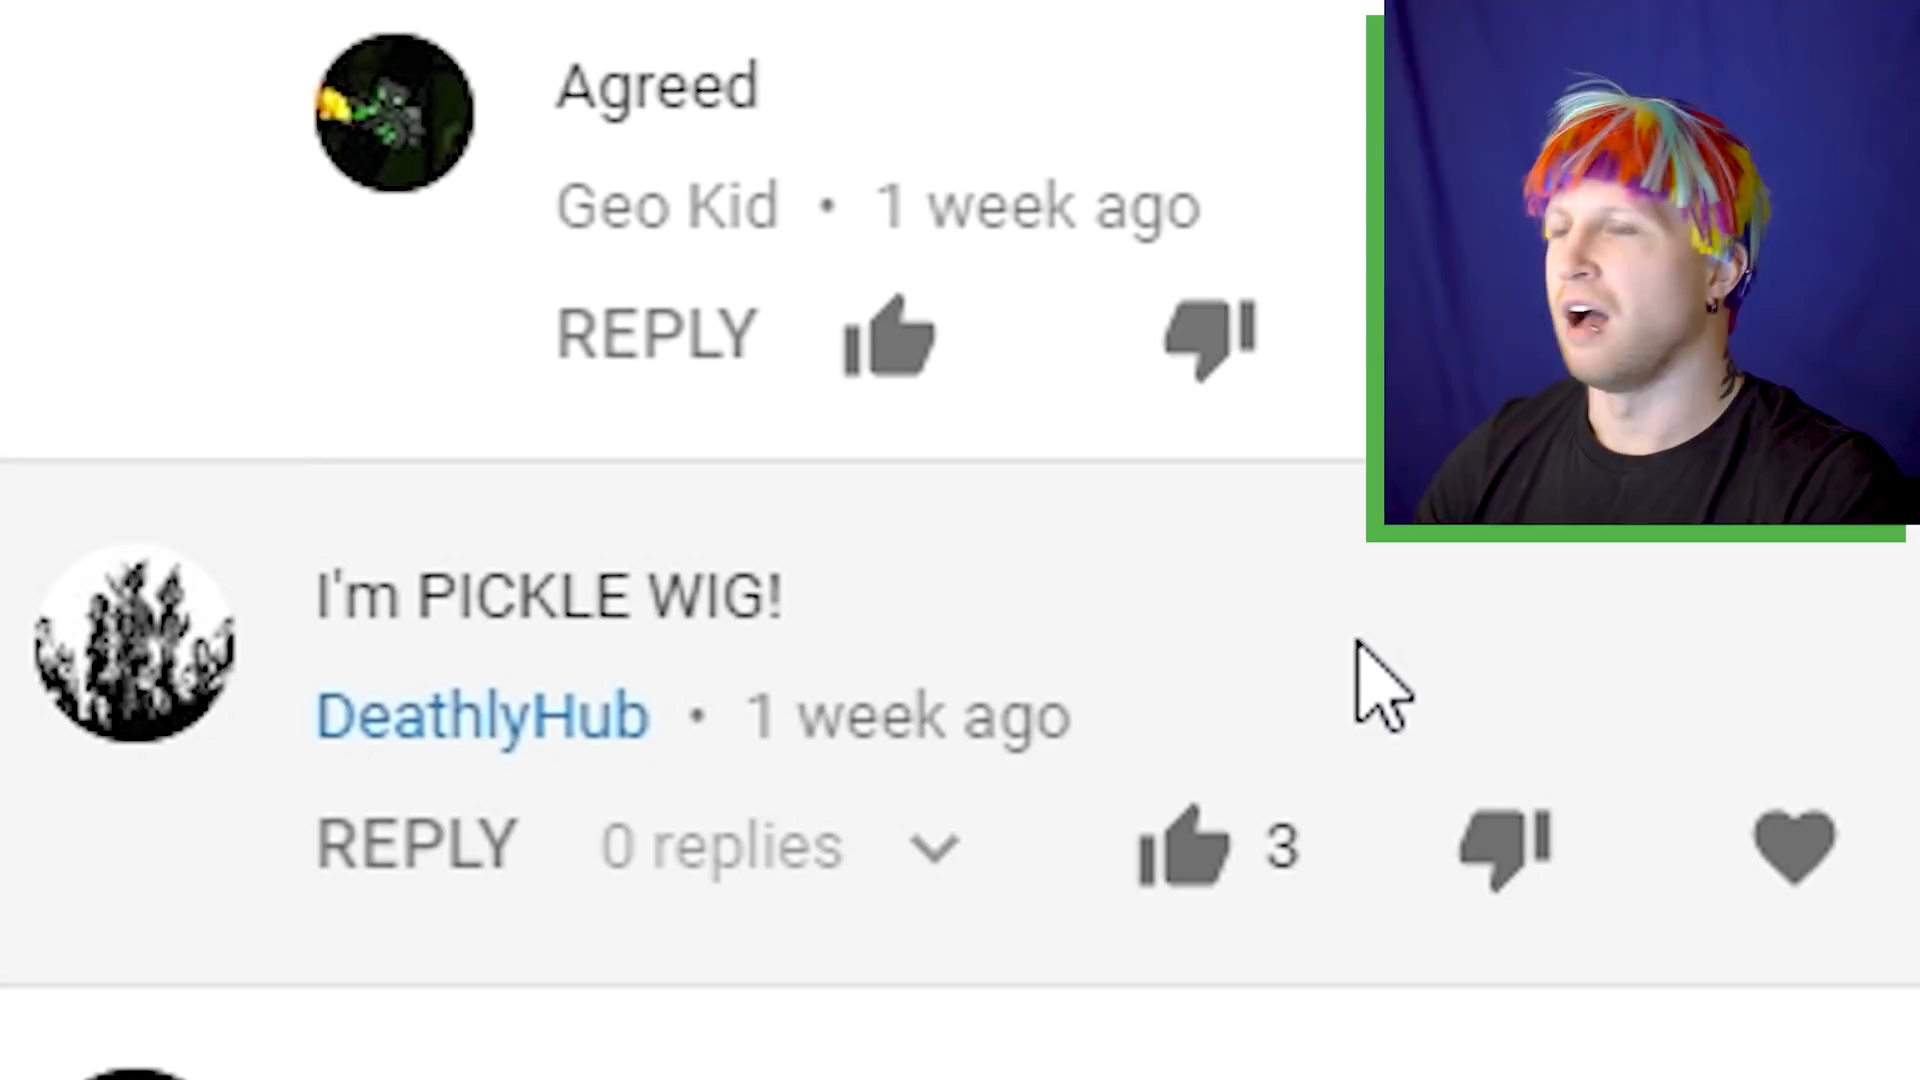 Agreed
Geo Kid • 1 week ago
REPLY
I'm PICKLE WIG!
DeathlyHub • 1 week ago
REPLY 0 replies 3